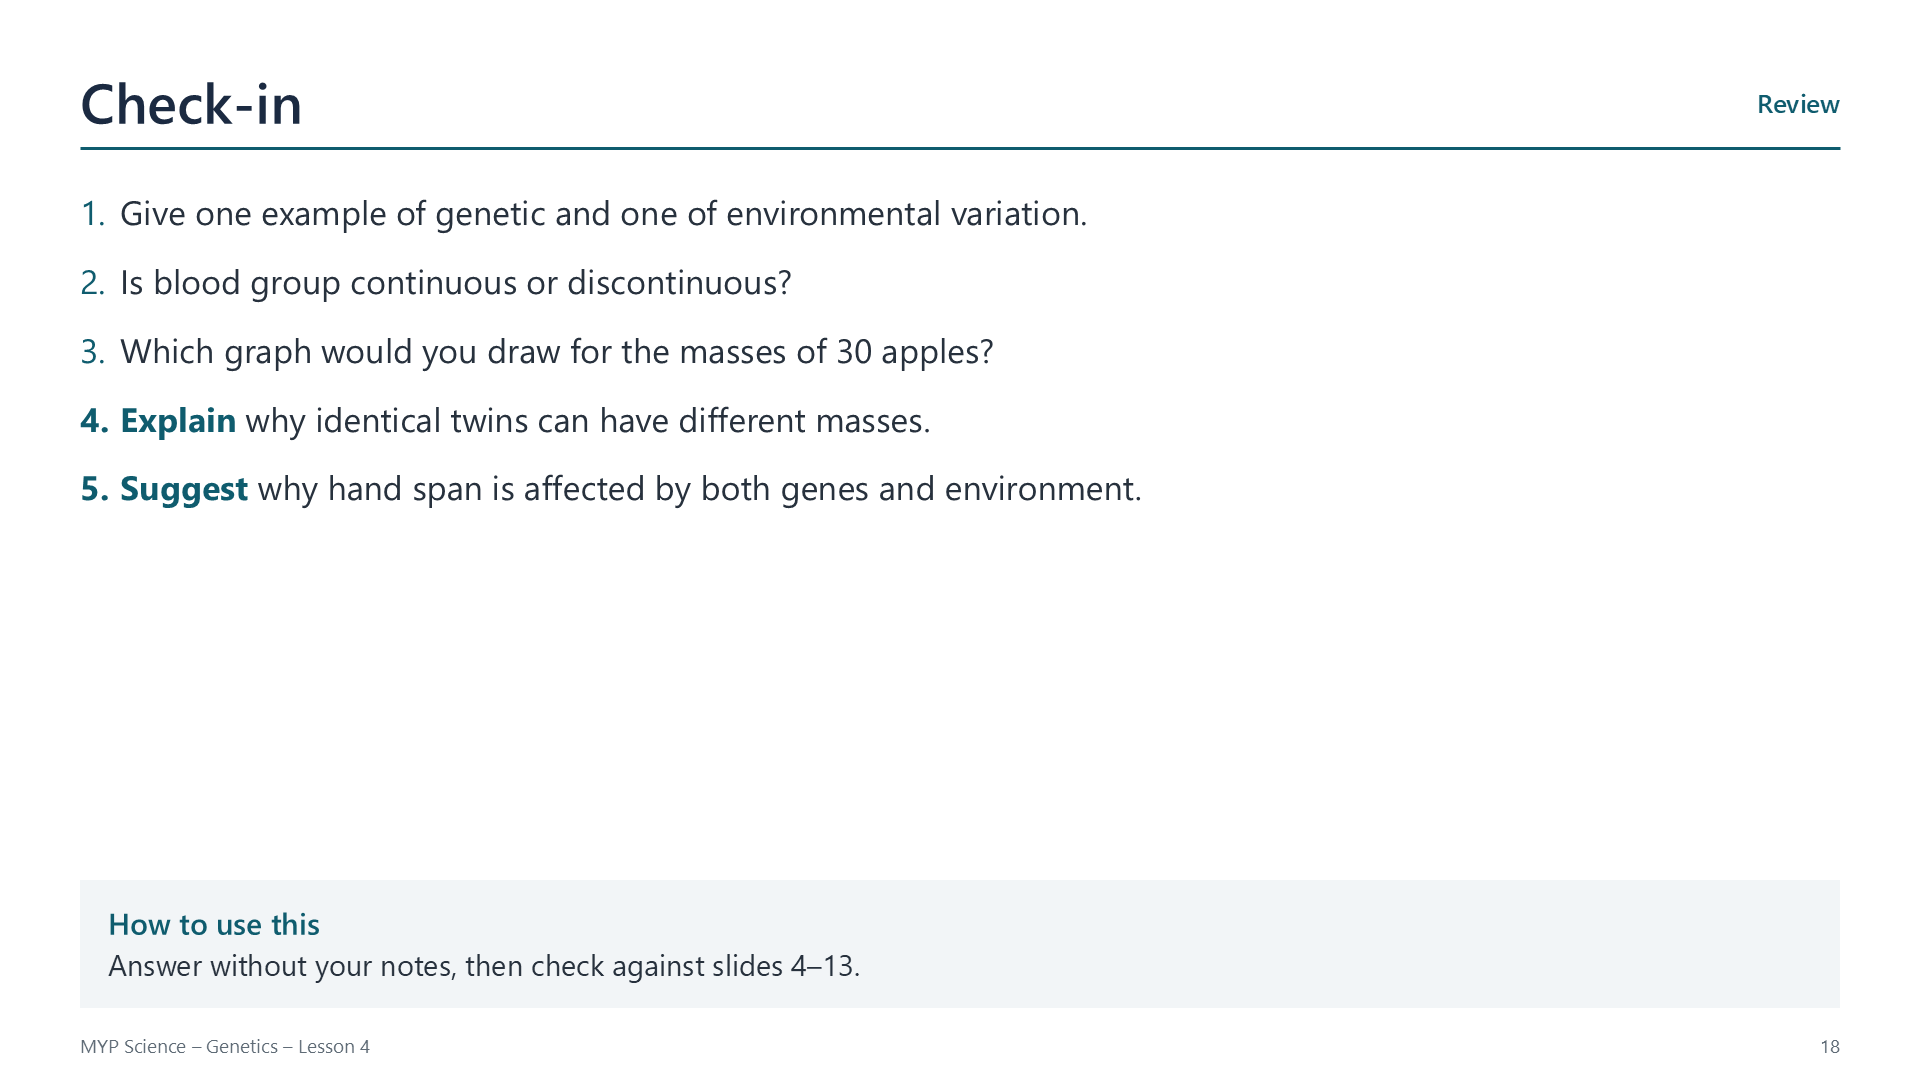 Check-in
Review
1. Give one example of genetic and one of environmental variation.
2. Is blood group continuous or discontinuous?
3. Which graph would you draw for the masses of 30 apples?
4. Explain why identical twins can have different masses.
5. Suggest why hand span is affected by both genes and environment.
How to use this
Answer without your notes, then check against slides 4–13.
MYP Science – Genetics – Lesson 4
18